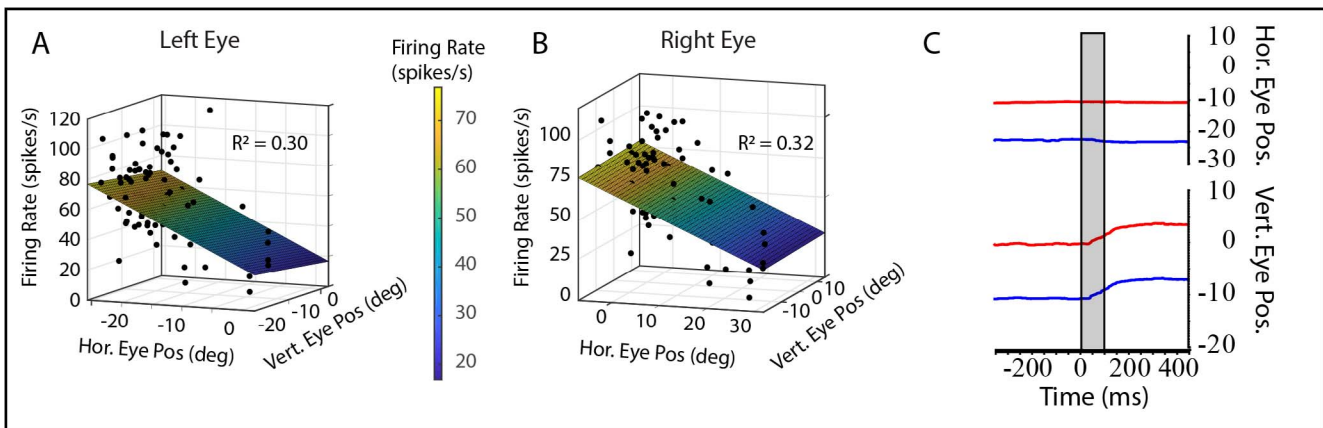 A
Left Eye
Firing Rate
(spikes/s)
R² = 0.30
Firing Rate (spikes/s)
120
100
80
60
40
20
0
-20
-10
0
Hor. Eye Pos (deg)
-20
-10
0
Vert. Eye Pos (deg)
70
60
50
40
30
20
B
Right Eye
R² = 0.32
Firing Rate (spikes/s)
100
75
50
25
0
0
10
20
30
Hor. Eye Pos (deg)
-10
0
10
Vert. Eye Pos (deg)
C
10
0
-10
-20
-30
Hor. Eye Pos.
10
0
-10
-20
Vert. Eye Pos.
-200
0
200
400
Time (ms)